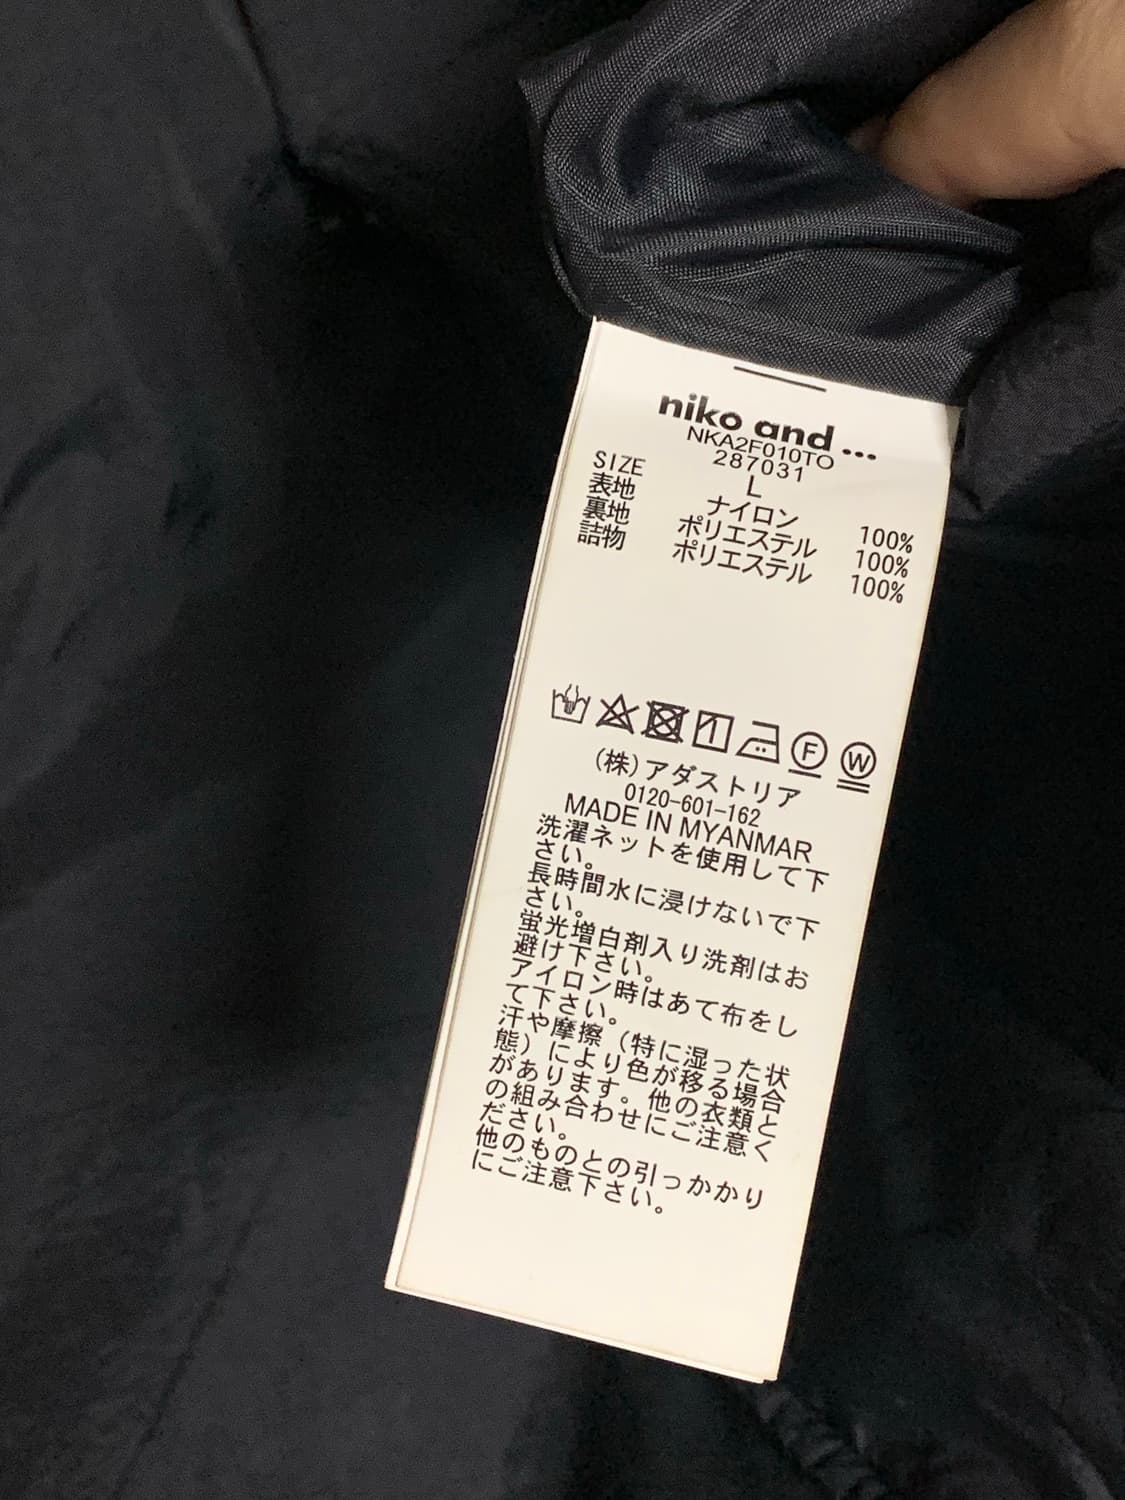 niko and ...
NKA2F010TO
287031
SIZE L
表地 ナイロン 100%
裏地 ポリエステル 100%
詰物 ポリエステル 100%
F W
(株)アダストリア
0120-601-162
MADE IN MYANMAR
洗濯ネットを使用して下
さい。
長時間水に浸けないで下
さい。
蛍光増白剤入り洗剤はお
避け下さい。
アイロン時はあて布をし
て下さい。
汗や摩擦(特に湿った状
態)により色が移る場合
があります。他の衣類と
の組み合わせにご注意く
ださい。
他のものとの引っかかり
にご注意下さい。